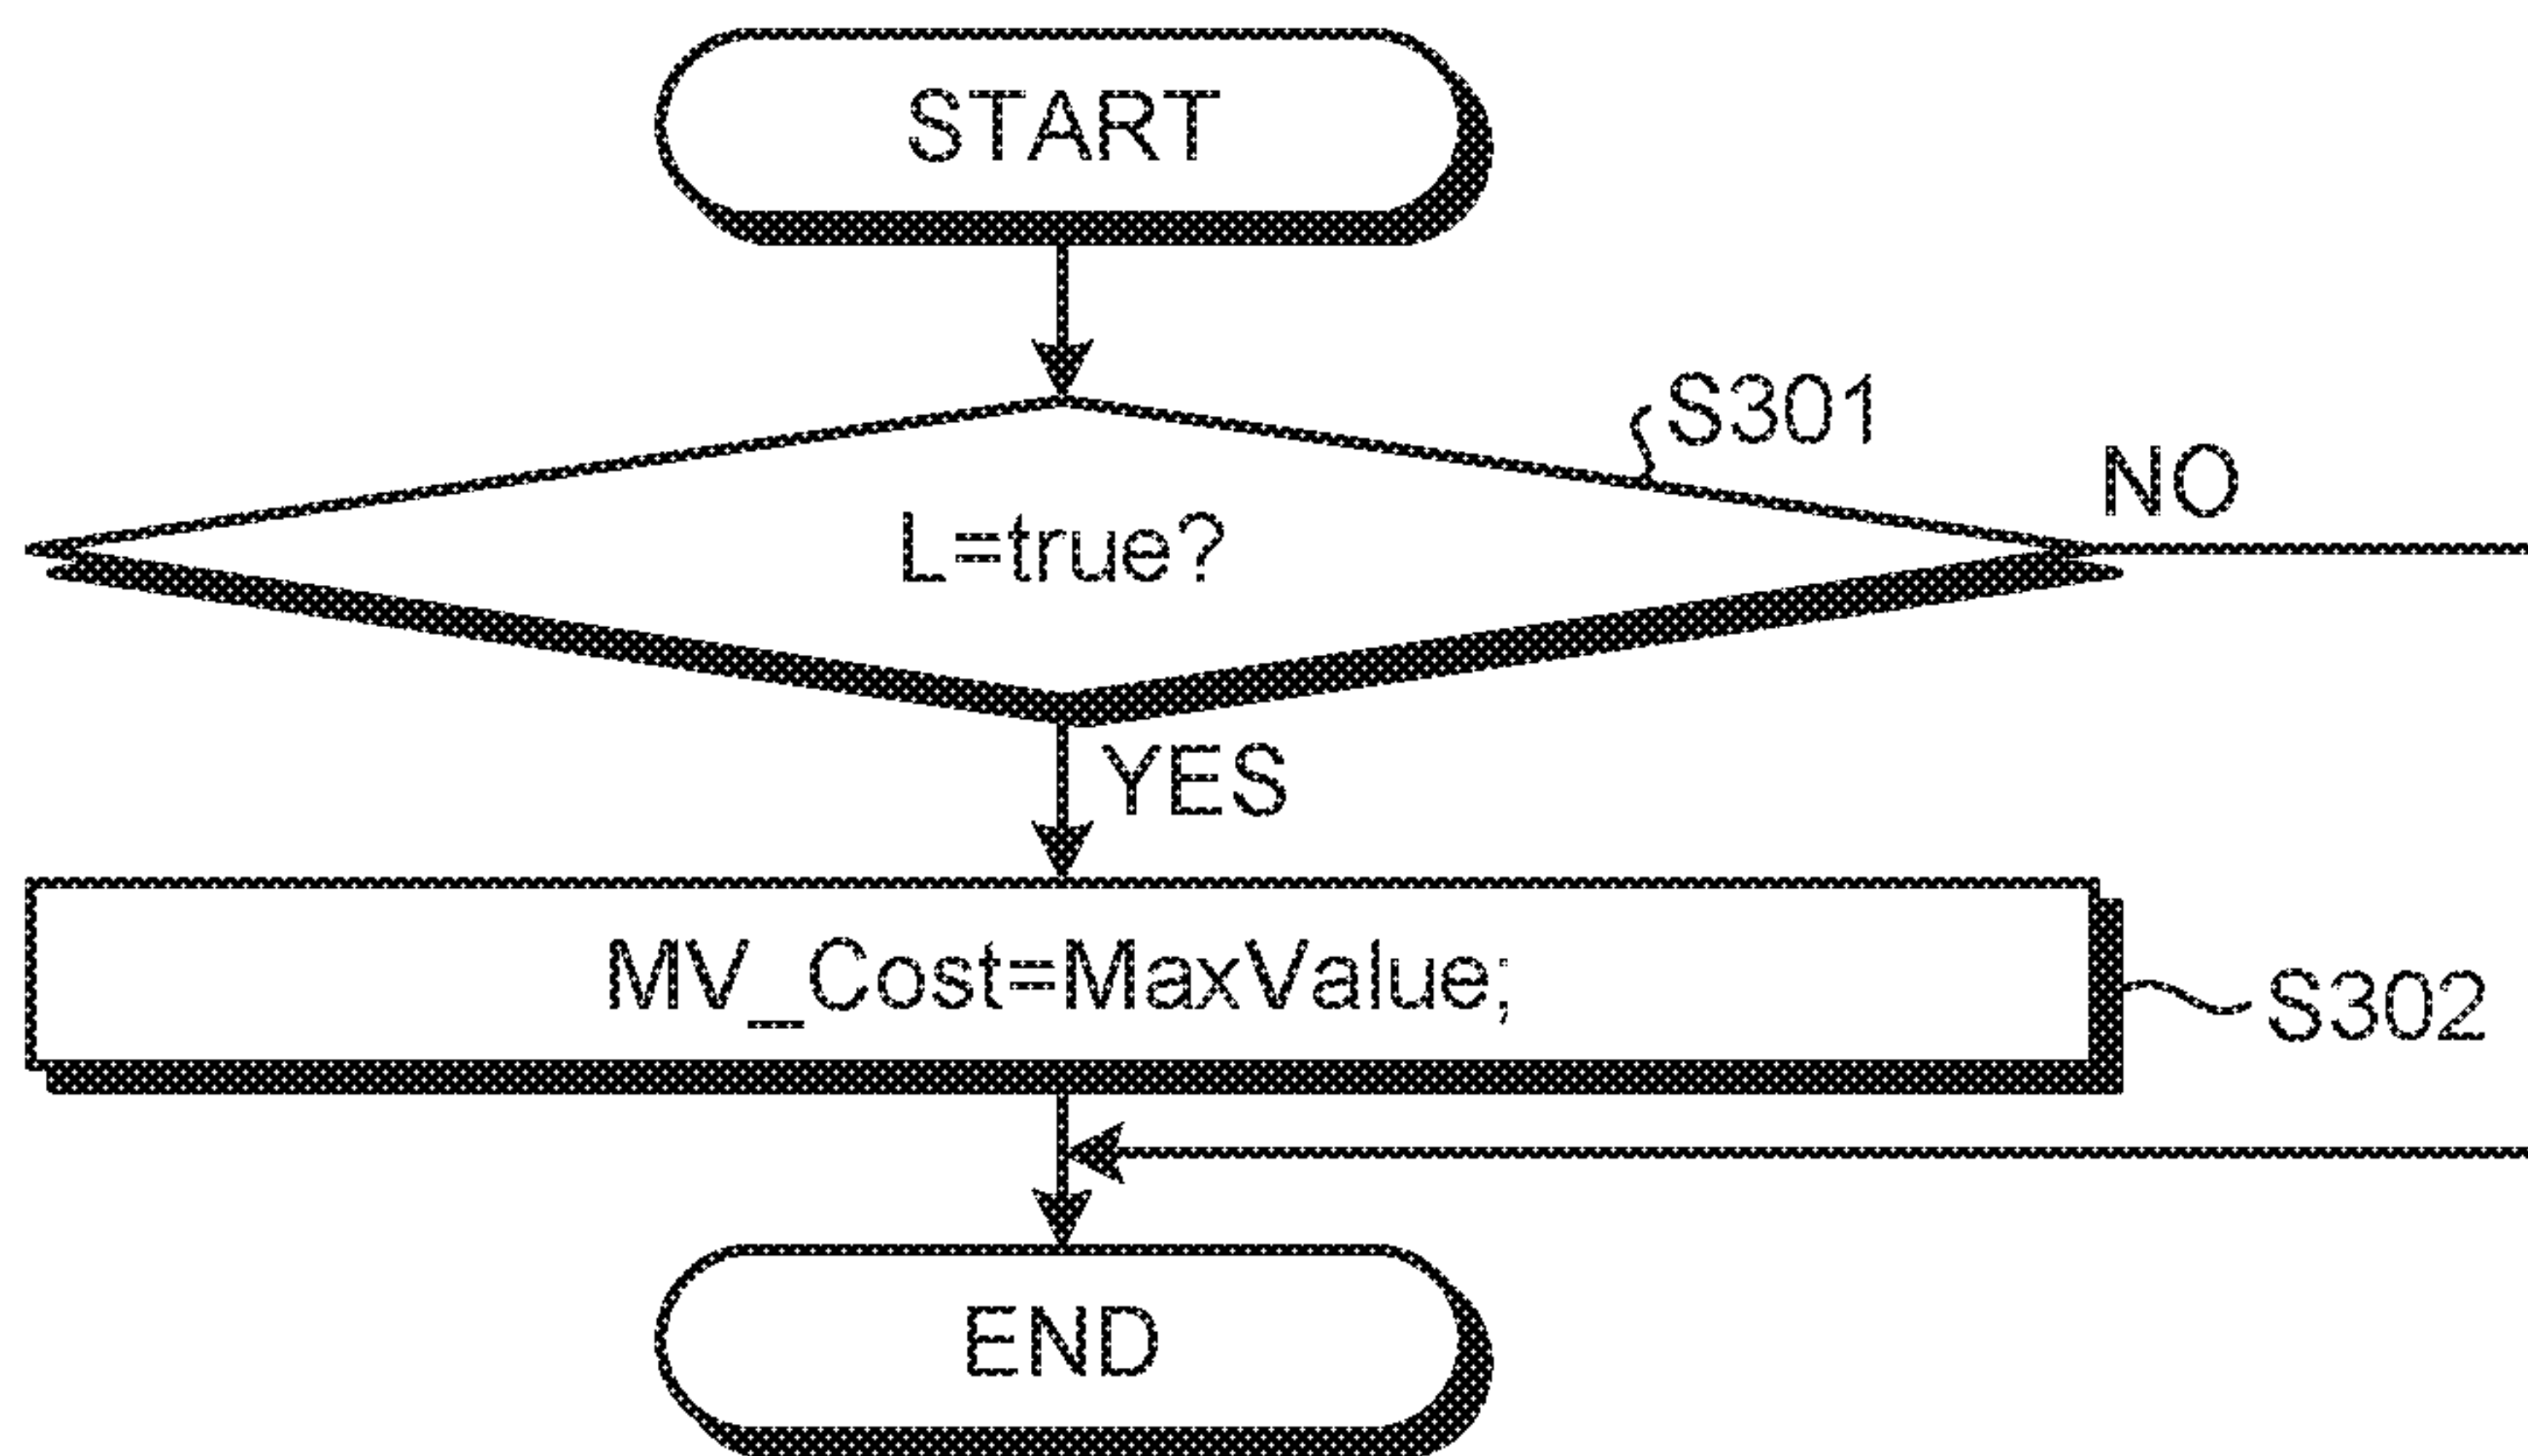 START
S301
NO
L=true?
YES
MV_Cost=MaxValue;
S302
END